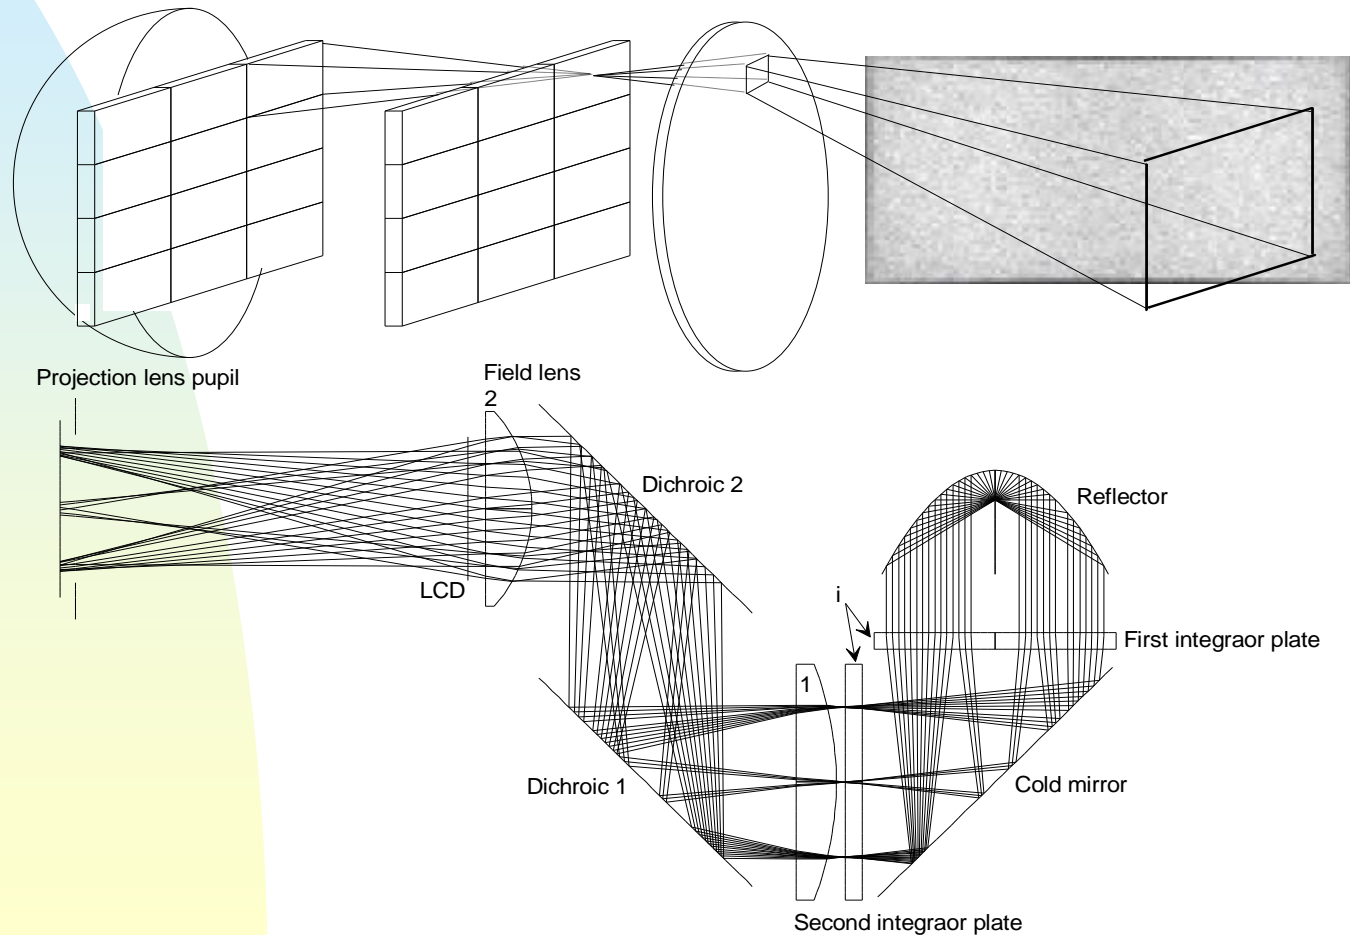 Projection lens pupil
Field lens
2
Dichroic 2
Reflector
LCD
i
First integraor plate
1
Dichroic 1
Cold mirror
Second integraor plate